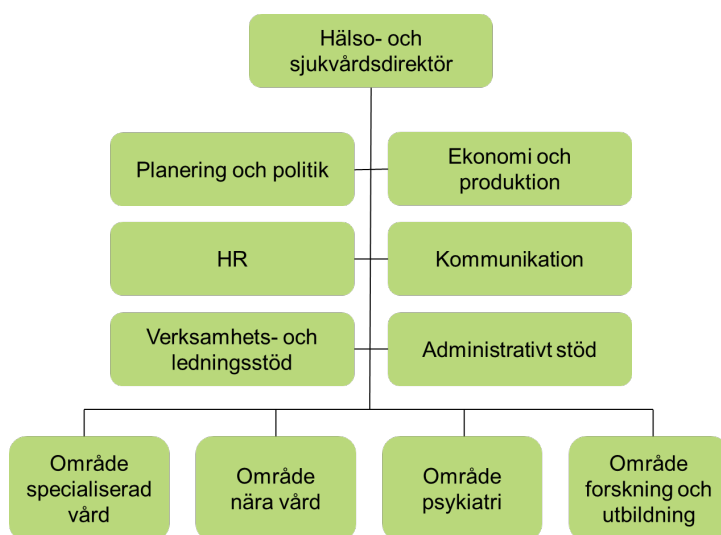 Hälso- och
sjukvårdsdirektör
Planering och politik
Ekonomi och
produktion
HR
Kommunikation
Verksamhets- och
ledningsstöd
Administrativt stöd
Område
specialiserad
vård
Område
nära vård
Område
psykiatri
Område
forskning och
utbildning